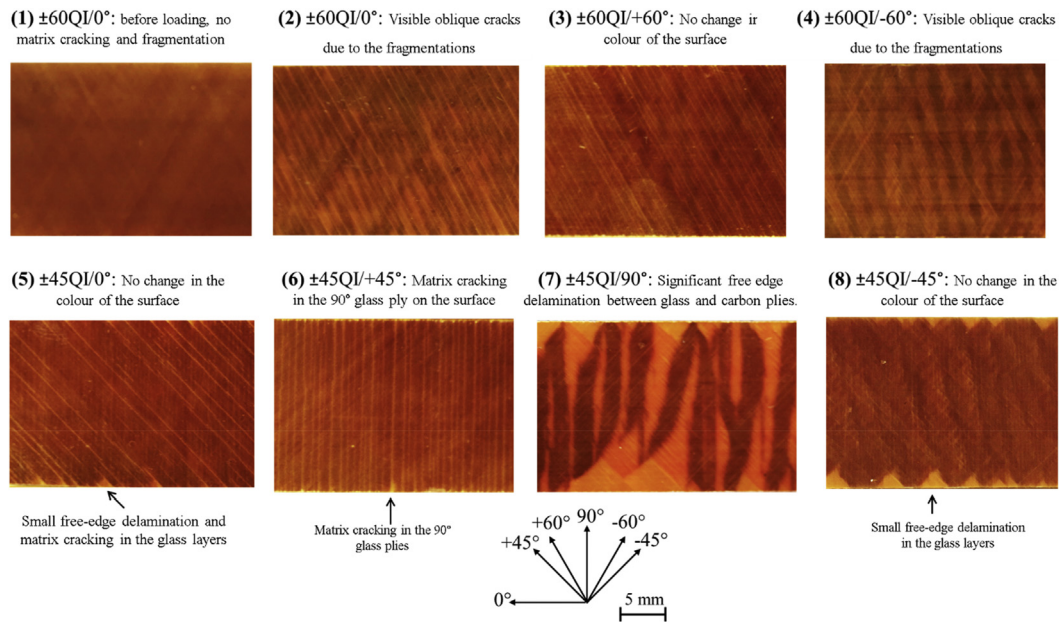 (1) ±60QI/0°: before loading, no
matrix cracking and fragmentation
(2) ±60QI/0°: Visible oblique cracks
due to the fragmentations
(3) ±60QI/+60°: No change ir
colour of the surface
(4) ±60QI/-60°: Visible oblique cracks
due to the fragmentations
(5) ±45QI/0°: No change in the
colour of the surface
(6) ±45QI/+45°: Matrix cracking
in the 90° glass ply on the surface
(7) ±45QI/90°: Significant free edge
delamination between glass and carbon plies.
(8) ±45QI/-45°: No change in the
colour of the surface
Small free-edge delamination and
matrix cracking in the glass layers
Matrix cracking in the 90°
glass plies
Small free-edge delamination
in the glass layers
0°
+45°
+60°
90°
-60°
-45°
5 mm